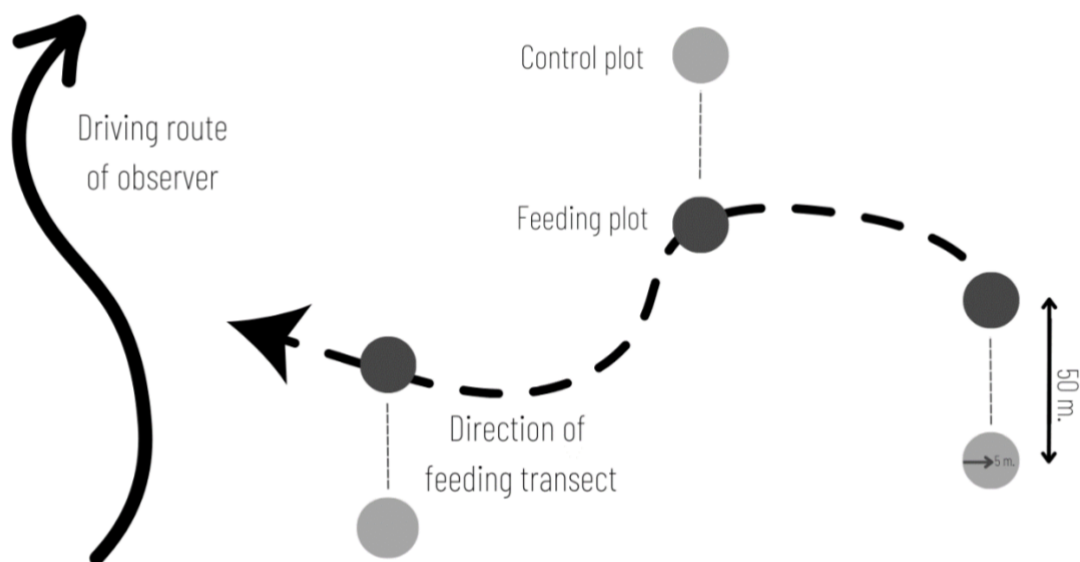 Control plot
Driving route
of observer
Feeding plot
50 m.
Direction of
feeding transect
5 m.